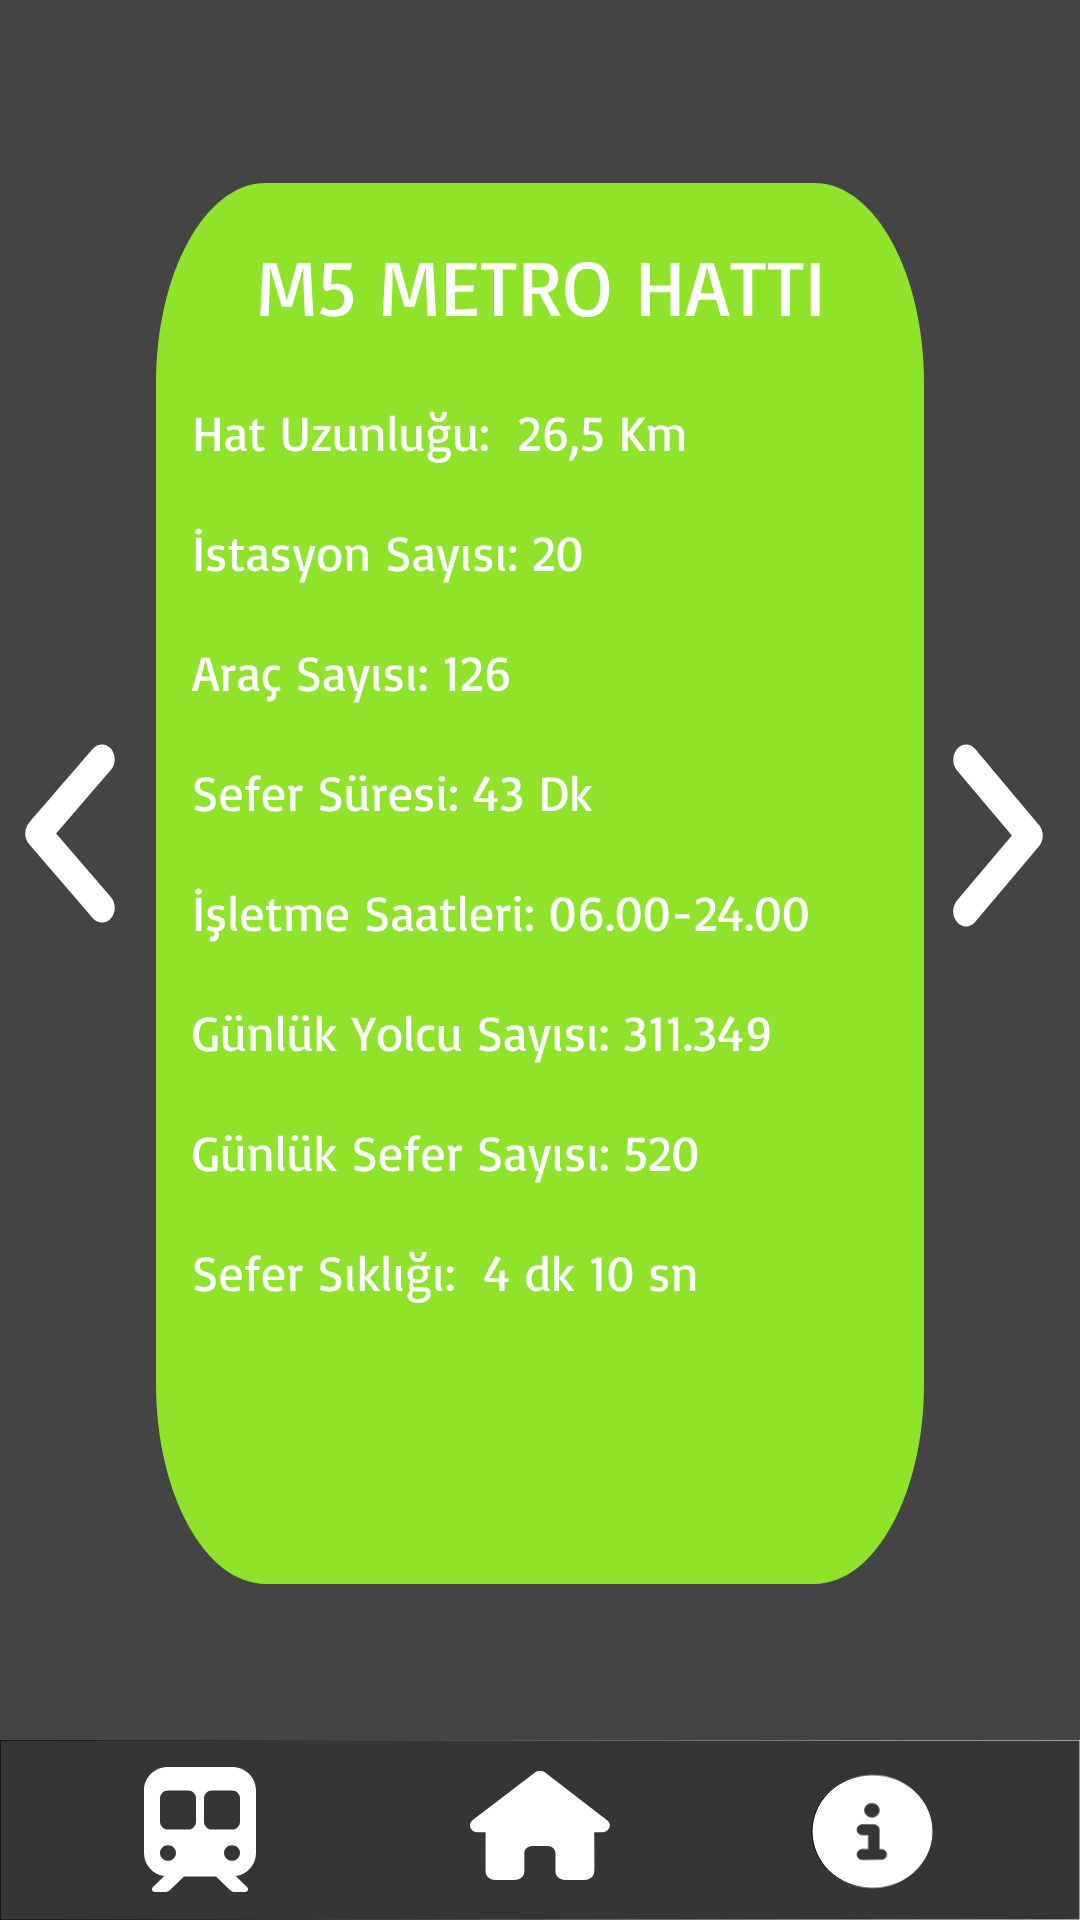 M5 METRO HATTI
Hat Uzunluğu:  26,5 Km
İstasyon Sayısı: 20
Araç Sayısı: 126
Sefer Süresi: 43 Dk
İşletme Saatleri: 06.00-24.00
Günlük Yolcu Sayısı: 311.349
Günlük Sefer Sayısı: 520
Sefer Sıklığı:  4 dk 10 sn